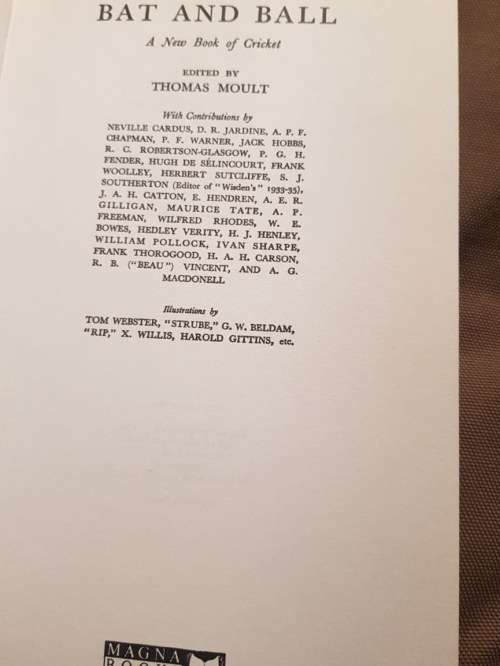 BAT AND BALL
A New Book of Cricket
EDITED BY
THOMAS MOULT
With Contributions by
NEVILLE CARDUS, D. R. JARDINE, A. P. F.
CHAPMAN, P. F. WARNER, JACK HOBBS,
R. C. ROBERTSON-GLASGOW, P. G. H.
FENDER, HUGH DE SÉLINCOURT, FRANK
WOOLLEY, HERBERT SUTCLIFFE, S. J.
SOUTHERTON (Editor of "Wisden's" 1933-35),
J. A. H. CATTON, E. HENDREN, A. E. R.
GILLIGAN, MAURICE TATE, A. P.
FREEMAN, WILFRED RHODES, W. E.
BOWES, HEDLEY VERITY, H. J. HENLEY,
WILLIAM POLLOCK, IVAN SHARPE,
FRANK THOROGOOD, H. A. H. CARSON,
R. B. ("BEAU") VINCENT, AND A. G.
MACDONELL
Illustrations by
TOM WEBSTER, "STRUBE," G. W. BELDAM,
"RIP," X. WILLIS, HAROLD GITTINS, etc.
MAGNA